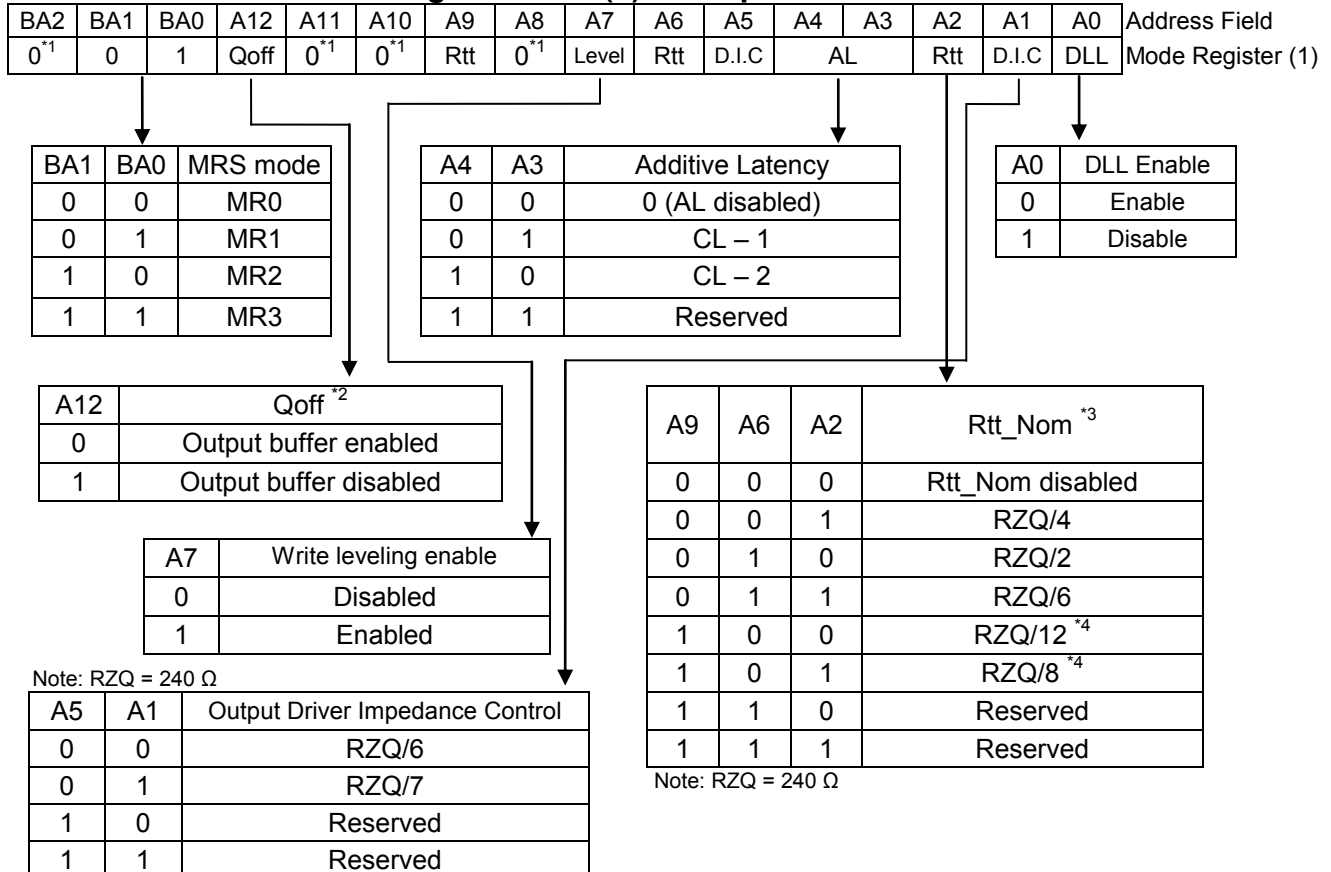 BA2 BA1 BA0 A12 A11 A10 A9 A8 A7 A6 A5 A4 A3 A2 A1 A0 Address Field
0*1 0 1 Qoff 0*1 0*1 Rtt 0*1 Level Rtt D.I.C AL Rtt D.I.C DLL Mode Register (1)
BA1 BA0 MRS mode
0 0 MR0
0 1 MR1
1 0 MR2
1 1 MR3
A4 A3 Additive Latency
0 0 0 (AL disabled)
0 1 CL – 1
1 0 CL – 2
1 1 Reserved
A0 DLL Enable
0 Enable
1 Disable
A12 Qoff *2
0 Output buffer enabled
1 Output buffer disabled
A7 Write leveling enable
0 Disabled
1 Enabled
Note: RZQ = 240 Ω
A5 A1 Output Driver Impedance Control
0 0 RZQ/6
0 1 RZQ/7
1 0 Reserved
1 1 Reserved
A9 A6 A2 Rtt_Nom *3
0 0 0 Rtt_Nom disabled
0 0 1 RZQ/4
0 1 0 RZQ/2
0 1 1 RZQ/6
1 0 0 RZQ/12 *4
1 0 1 RZQ/8 *4
1 1 0 Reserved
1 1 1 Reserved
Note: RZQ = 240 Ω